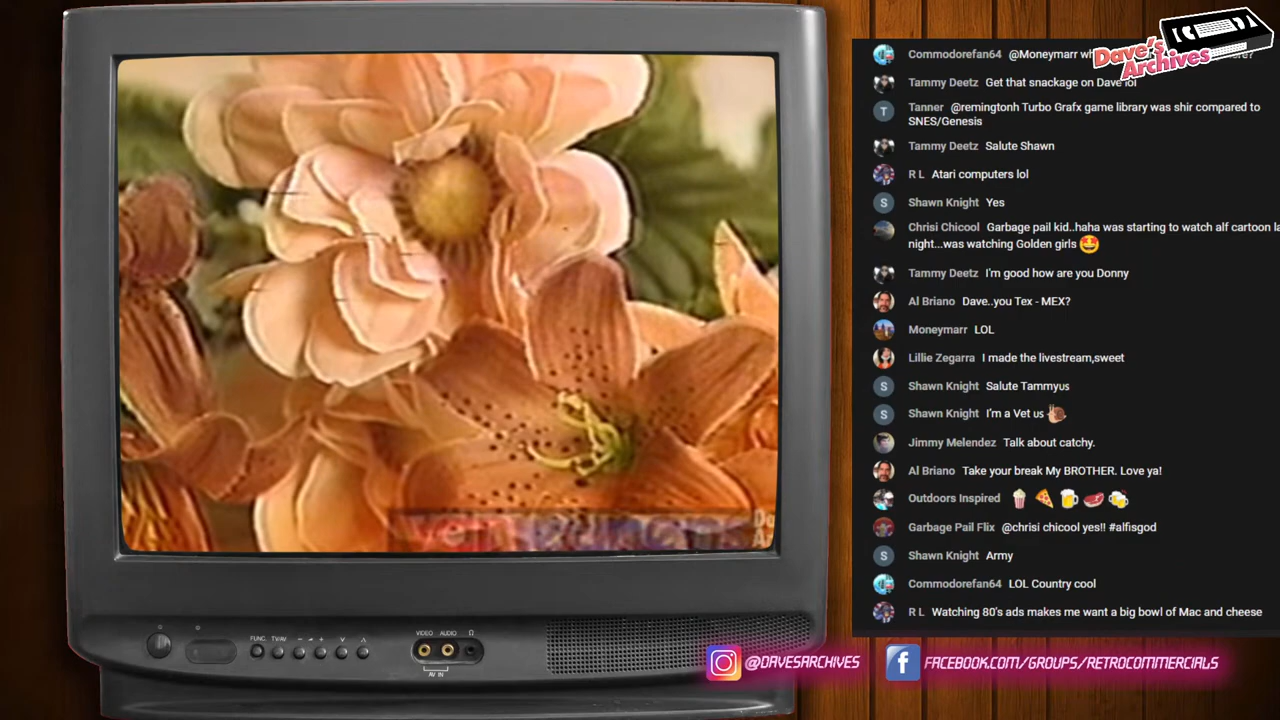 Dave's
Archives
Commodorefan64 @Moneymarr
Tammy Deetz Get that snackage on Dave lol
Tanner @remingtonh Turbo Grafx game library was shir compared to
SNES/Genesis
Tammy Deetz Salute Shawn
R L Atari computers lol
Shawn Knight Yes
Chrisi Chicool Garbage pail kid..haha was starting to watch alf cartoon
night...was watching Golden girls 🤩
Tammy Deetz I'm good how are you Donny
Al Briano Dave..you Tex - MEX?
Moneymarr LOL
Lillie Zegarra I made the livestream,sweet
Shawn Knight Salute Tammyus
Shawn Knight I'm a Vet us 🐌
Jimmy Melendez Talk about catchy.
Al Briano Take your break My BROTHER. Love ya!
Outdoors Inspired 🍿 🍕 🍺 🥩 🍻
Garbage Pail Flix @chrisi chicool yes!! #alfisgod
Shawn Knight Army
Commodorefan64 LOL Country cool
R L Watching 80's ads makes me want a big bowl of Mac and cheese
FUNC. TV/AV - + V Λ
VIDEO AUDIO
AV IN
@DAVESARCHIVES
FACEBOOK.COM/GROUPS/RETROCOMMERCIALS